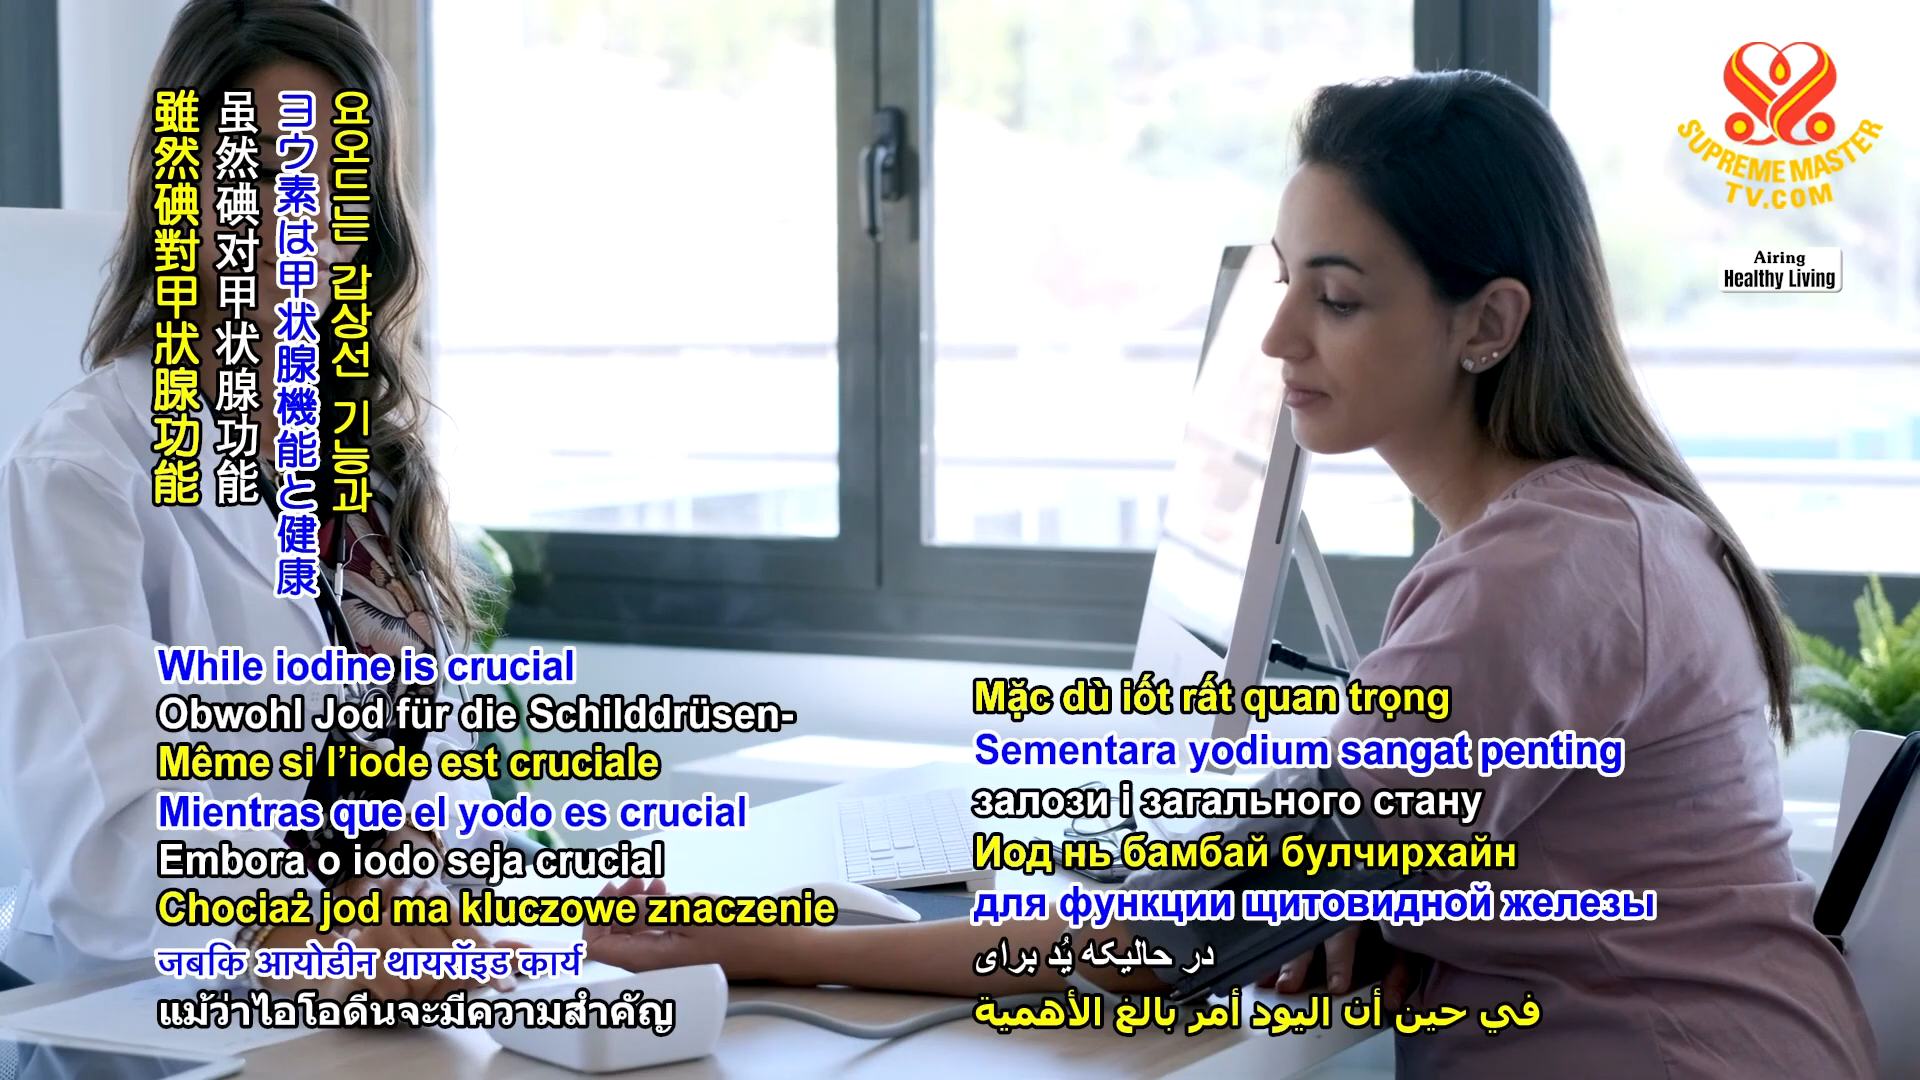 雖然碘對甲狀腺功能
虽然碘对甲状腺功能
ヨウ素は甲状腺機能と健康
요오드는 갑상선 기능과
While iodine is crucial
Obwohl Jod für die Schilddrüsen-
Même si l’iode est cruciale
Mientras que el yodo es crucial
Embora o iodo seja crucial
Chociaż jod ma kluczowe znaczenie
जबकि आयोडीन थायरॉइड कार्य
แม้ว่าไอโอดีนจะมีความสำคัญ
Mặc dù iốt rất quan trọng
Sementara yodium sangat penting
залози і загального стану
Иод нь бамбай булчирхайн
для функции щитовидной железы
در حالیکه یُد برای
في حين أن اليود أمر بالغ الأهمية
SUPREME MASTER
TV.COM
Airing
Healthy Living